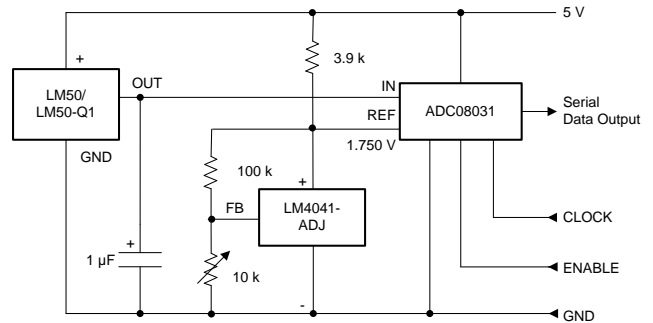 5 V
+
3.9 k
LM50/
LM50-Q1
OUT
IN
ADC08031
Serial
Data Output
REF
1.750 V
GND
100 k
+
FB
LM4041-
ADJ
CLOCK
+
1 µF
10 k
ENABLE
-
GND